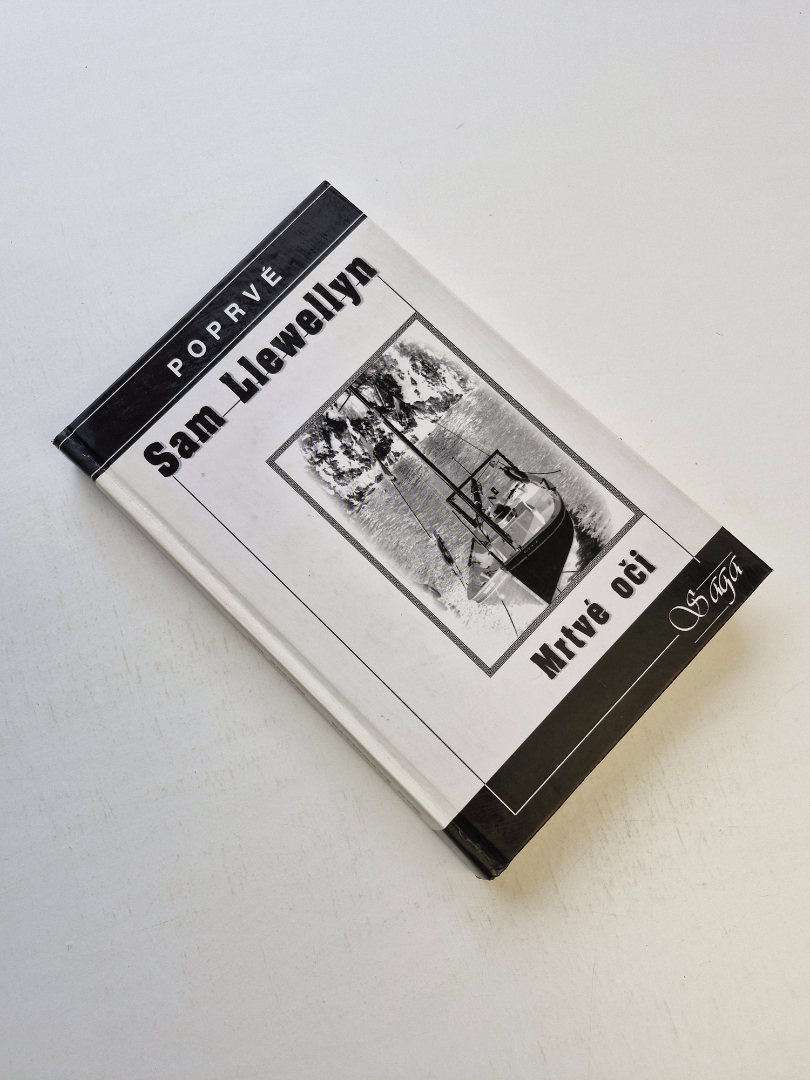 POPRVÉ
Sam Llewellyn
Mrtvé oči
Saga